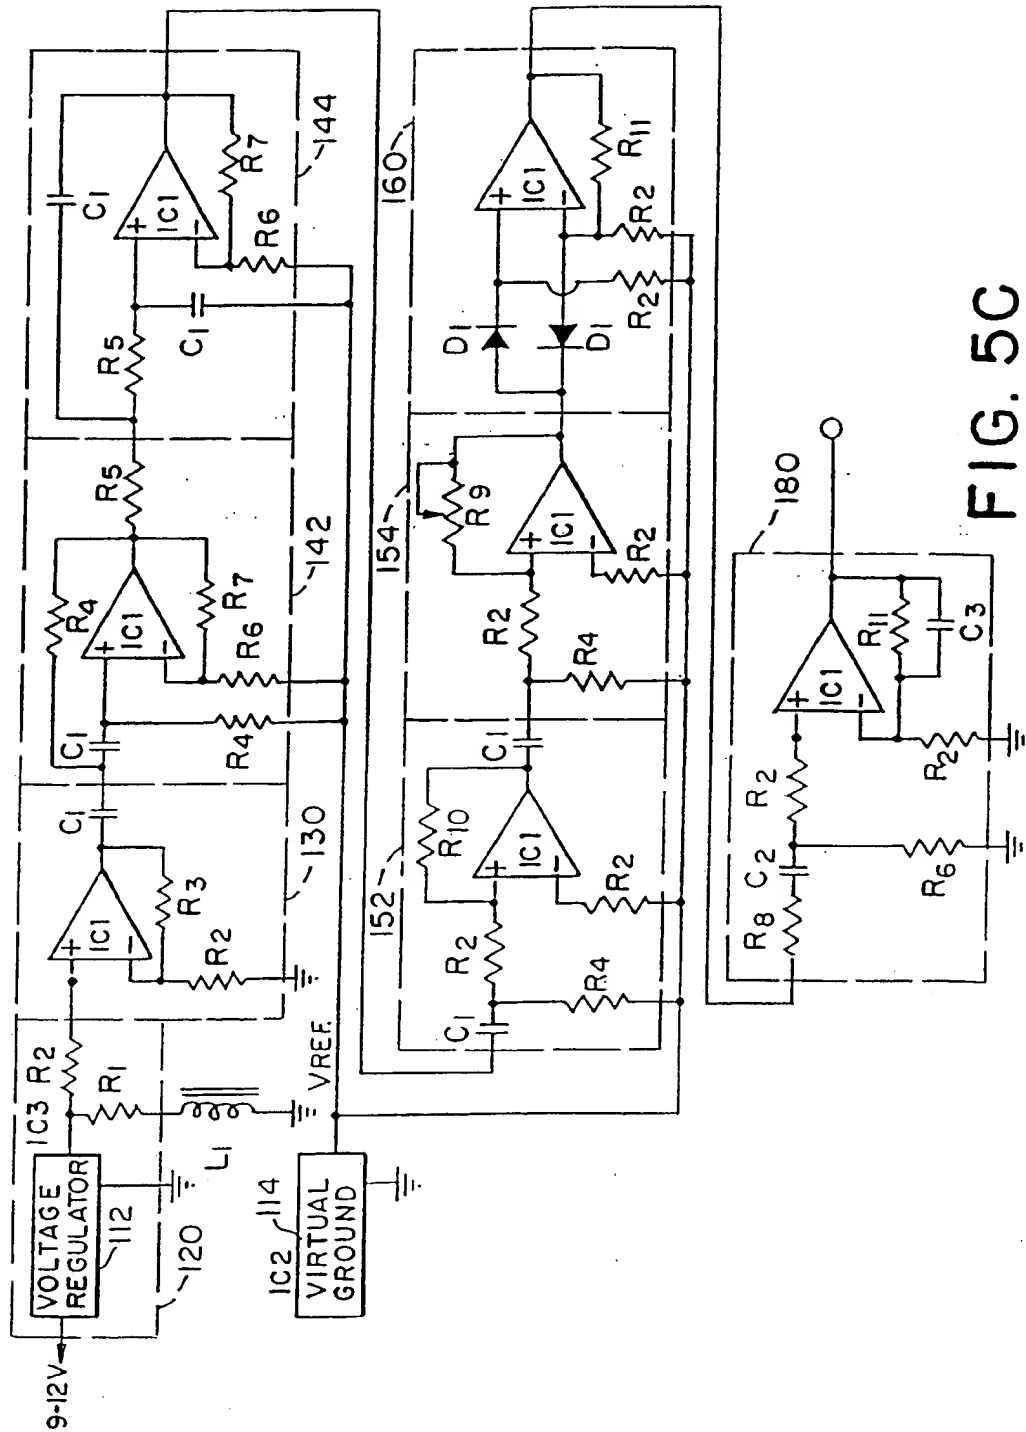 9-12V
VOLTAGE
REGULATOR
112
120
IC3
R2
R1
L1
+
-
IC1
R3
R2
130
C1
C1
R4
R4
+
-
IC1
R6
R7
R5
142
R5
C1
C1
+
-
IC1
R6
R7
144
IC2
114
VIRTUAL
GROUND
VREF.
152
C1
R4
R2
R10
+
-
IC1
R2
C1
154
R4
R2
R9
+
-
IC1
R2
160
D1
D1
R2
R2
+
-
IC1
R11
180
R8
C2
R6
R2
+
-
IC1
R2
R11
C3
FIG. 5C